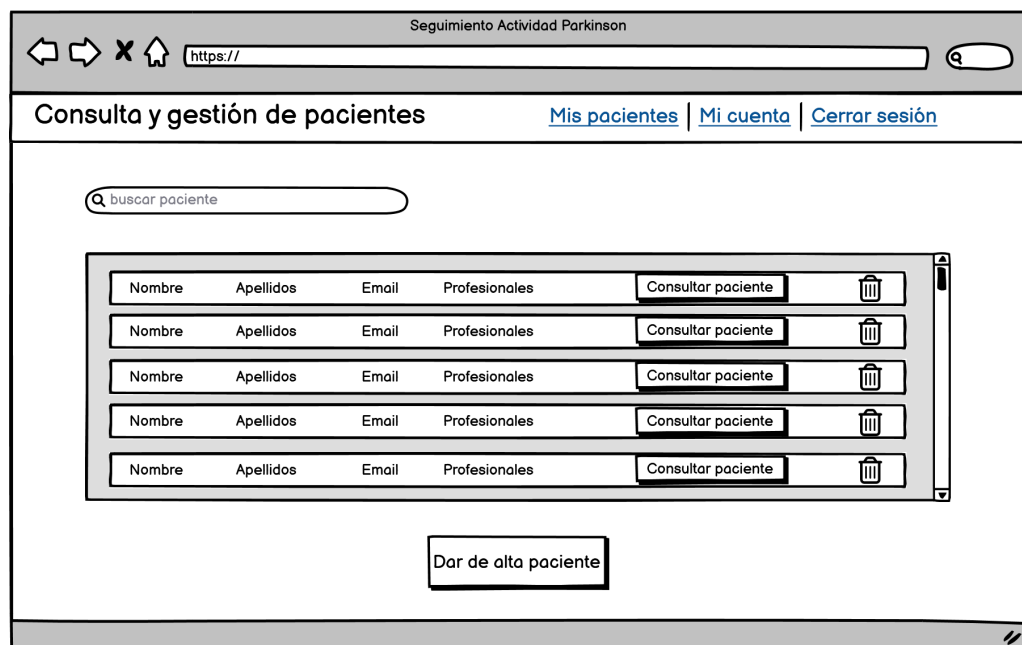 Seguimiento Actividad Parkinson
https://
Consulta y gestión de pacientes Mis pacientes | Mi cuenta | Cerrar sesión
buscar paciente
Nombre Apellidos Email Profesionales Consultar paciente
Nombre Apellidos Email Profesionales Consultar paciente
Nombre Apellidos Email Profesionales Consultar paciente
Nombre Apellidos Email Profesionales Consultar paciente
Nombre Apellidos Email Profesionales Consultar paciente
Dar de alta paciente